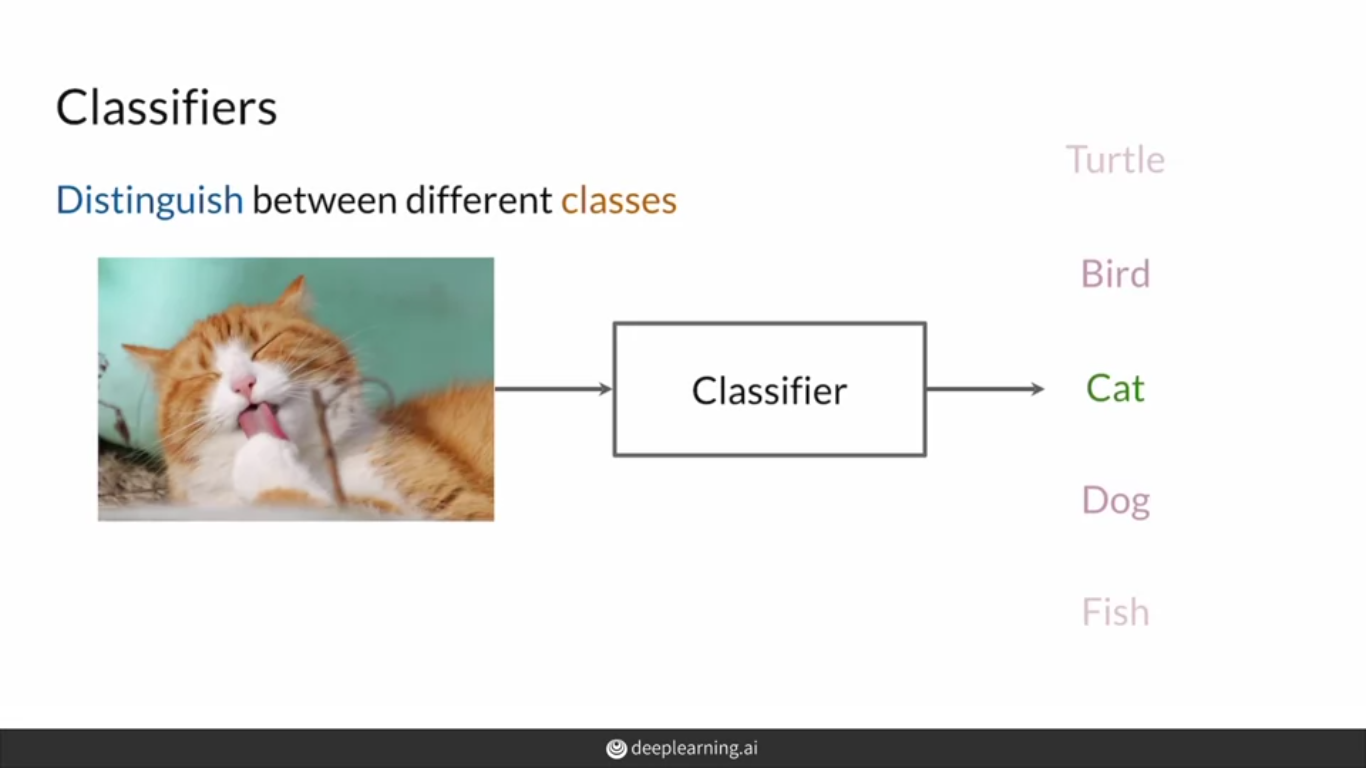 Classifiers
Distinguish between different classes
Turtle
Bird
Classifier
Cat
Dog
Fish
deeplearning.ai